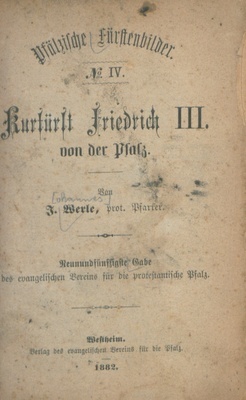 Pfälzische Fürstenbilder.
№ IV.
Kurfürst Friedrich III.
von der Pfalz.
Von
J. Werle, prot. Pfarrer.
Neunundfünfzigste Gabe
des evangelischen Vereins für die protestantische Pfalz.
Westheim.
Verlag des evangelischen Vereins für die Pfalz.
1882.